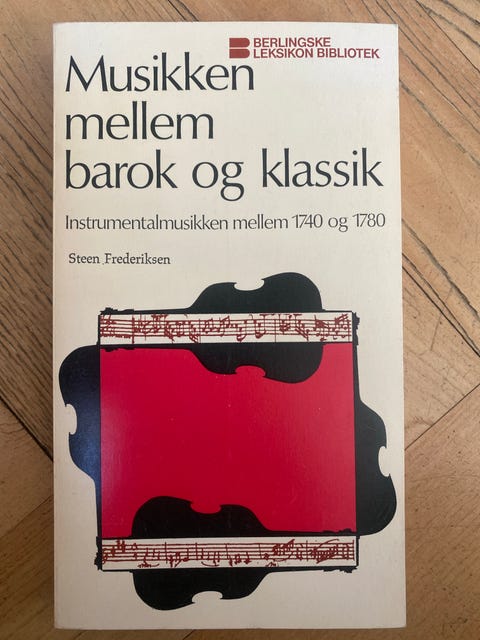 BERLINGSKE
LEKSIKON BIBLIOTEK
Musikken
mellem
barok og klassik
Instrumentalmusikken mellem 1740 og 1780
Steen Frederiksen